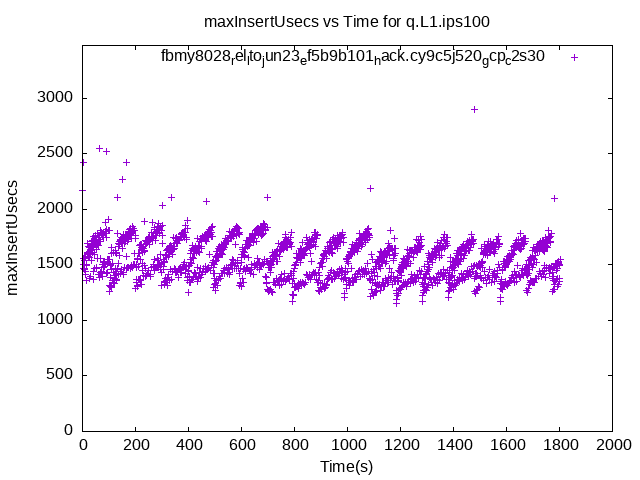 maxInsertUsecs vs Time for q.L1.ips100
fbmy8028relltojun23ef5b9b101hack.cy9c5j520gcpc2s30
3000
2500
2000
1500
1000
500
0
maxInsertUsecs
0 200 400 600 800 1000 1200 1400 1600 1800 2000
Time(s)